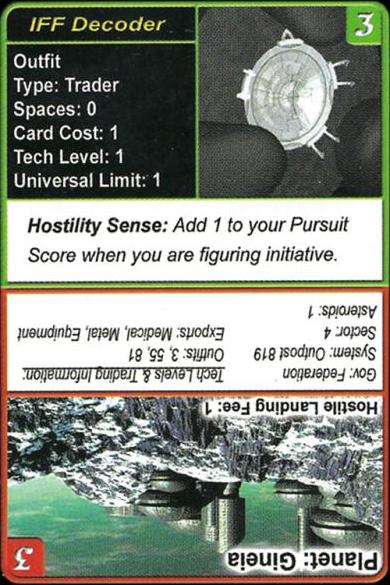 IFF Decoder
3
Outfit
Type: Trader
Spaces: 0
Card Cost: 1
Tech Level: 1
Universal Limit: 1
Hostility Sense: Add 1 to your Pursuit
Score when you are figuring initiative.
Planet: Gineia
3
Hostile Landing Fee: 1
Gov: Federation
System: Outpost 819
Sector: 4
Asteroids: 1
Tech Levels & Trading Information:
Outfits: 3, 55, 81
Exports: Medical, Metal, Equipment